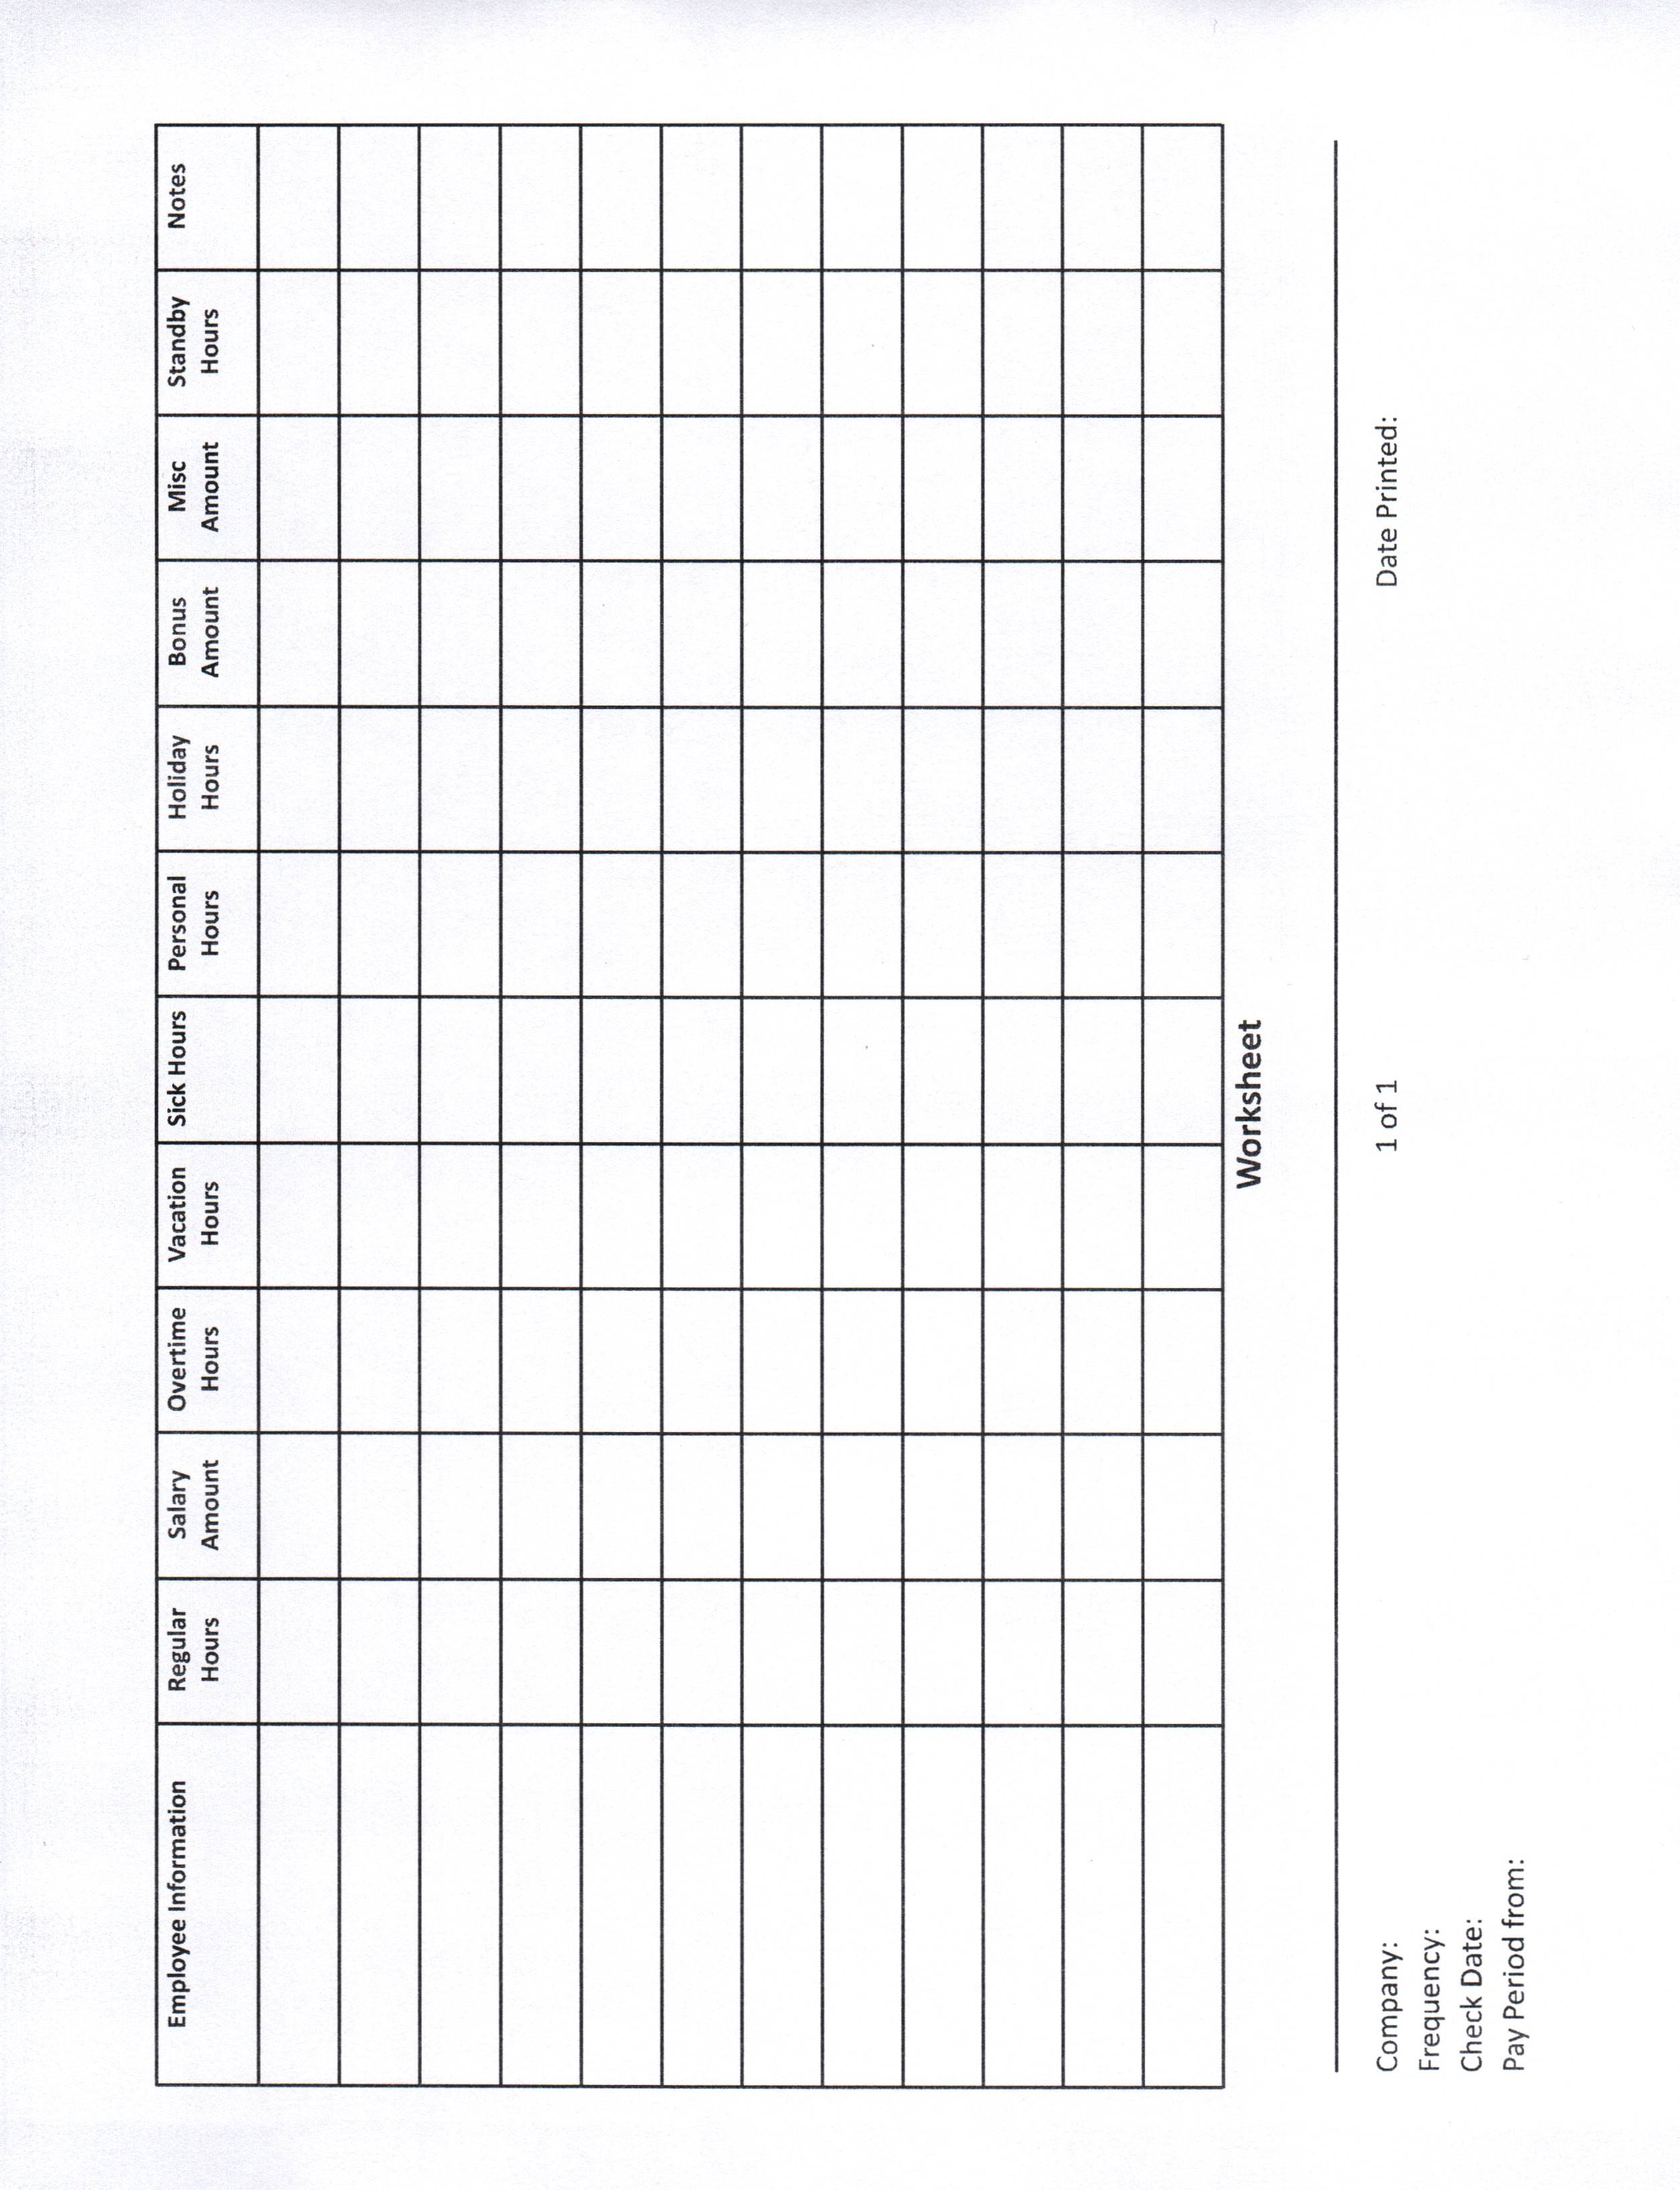 Employee Information Regular Hours Salary Amount Overtime Hours Vacation Hours Sick Hours Personal Hours Holiday Hours Bonus Amount Misc Amount Standby Hours Notes
Worksheet
Company: 1 of 1 Date Printed:
Frequency:
Check Date:
Pay Period from: